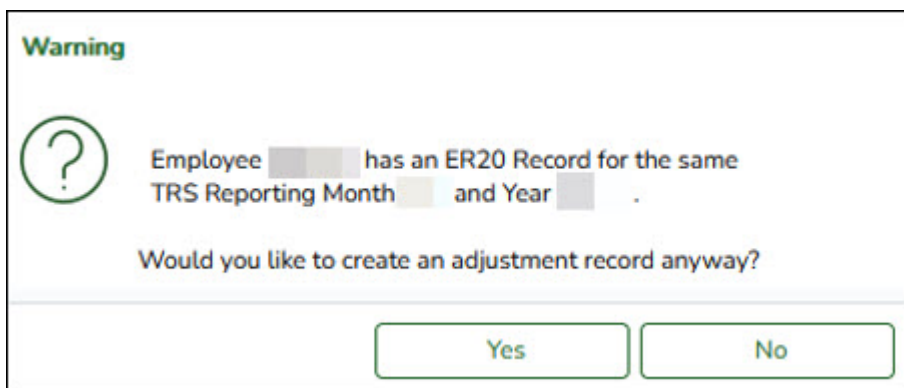 Warning
Employee has an ER20 Record for the same
TRS Reporting Month and Year .
Would you like to create an adjustment record anyway?
Yes
No